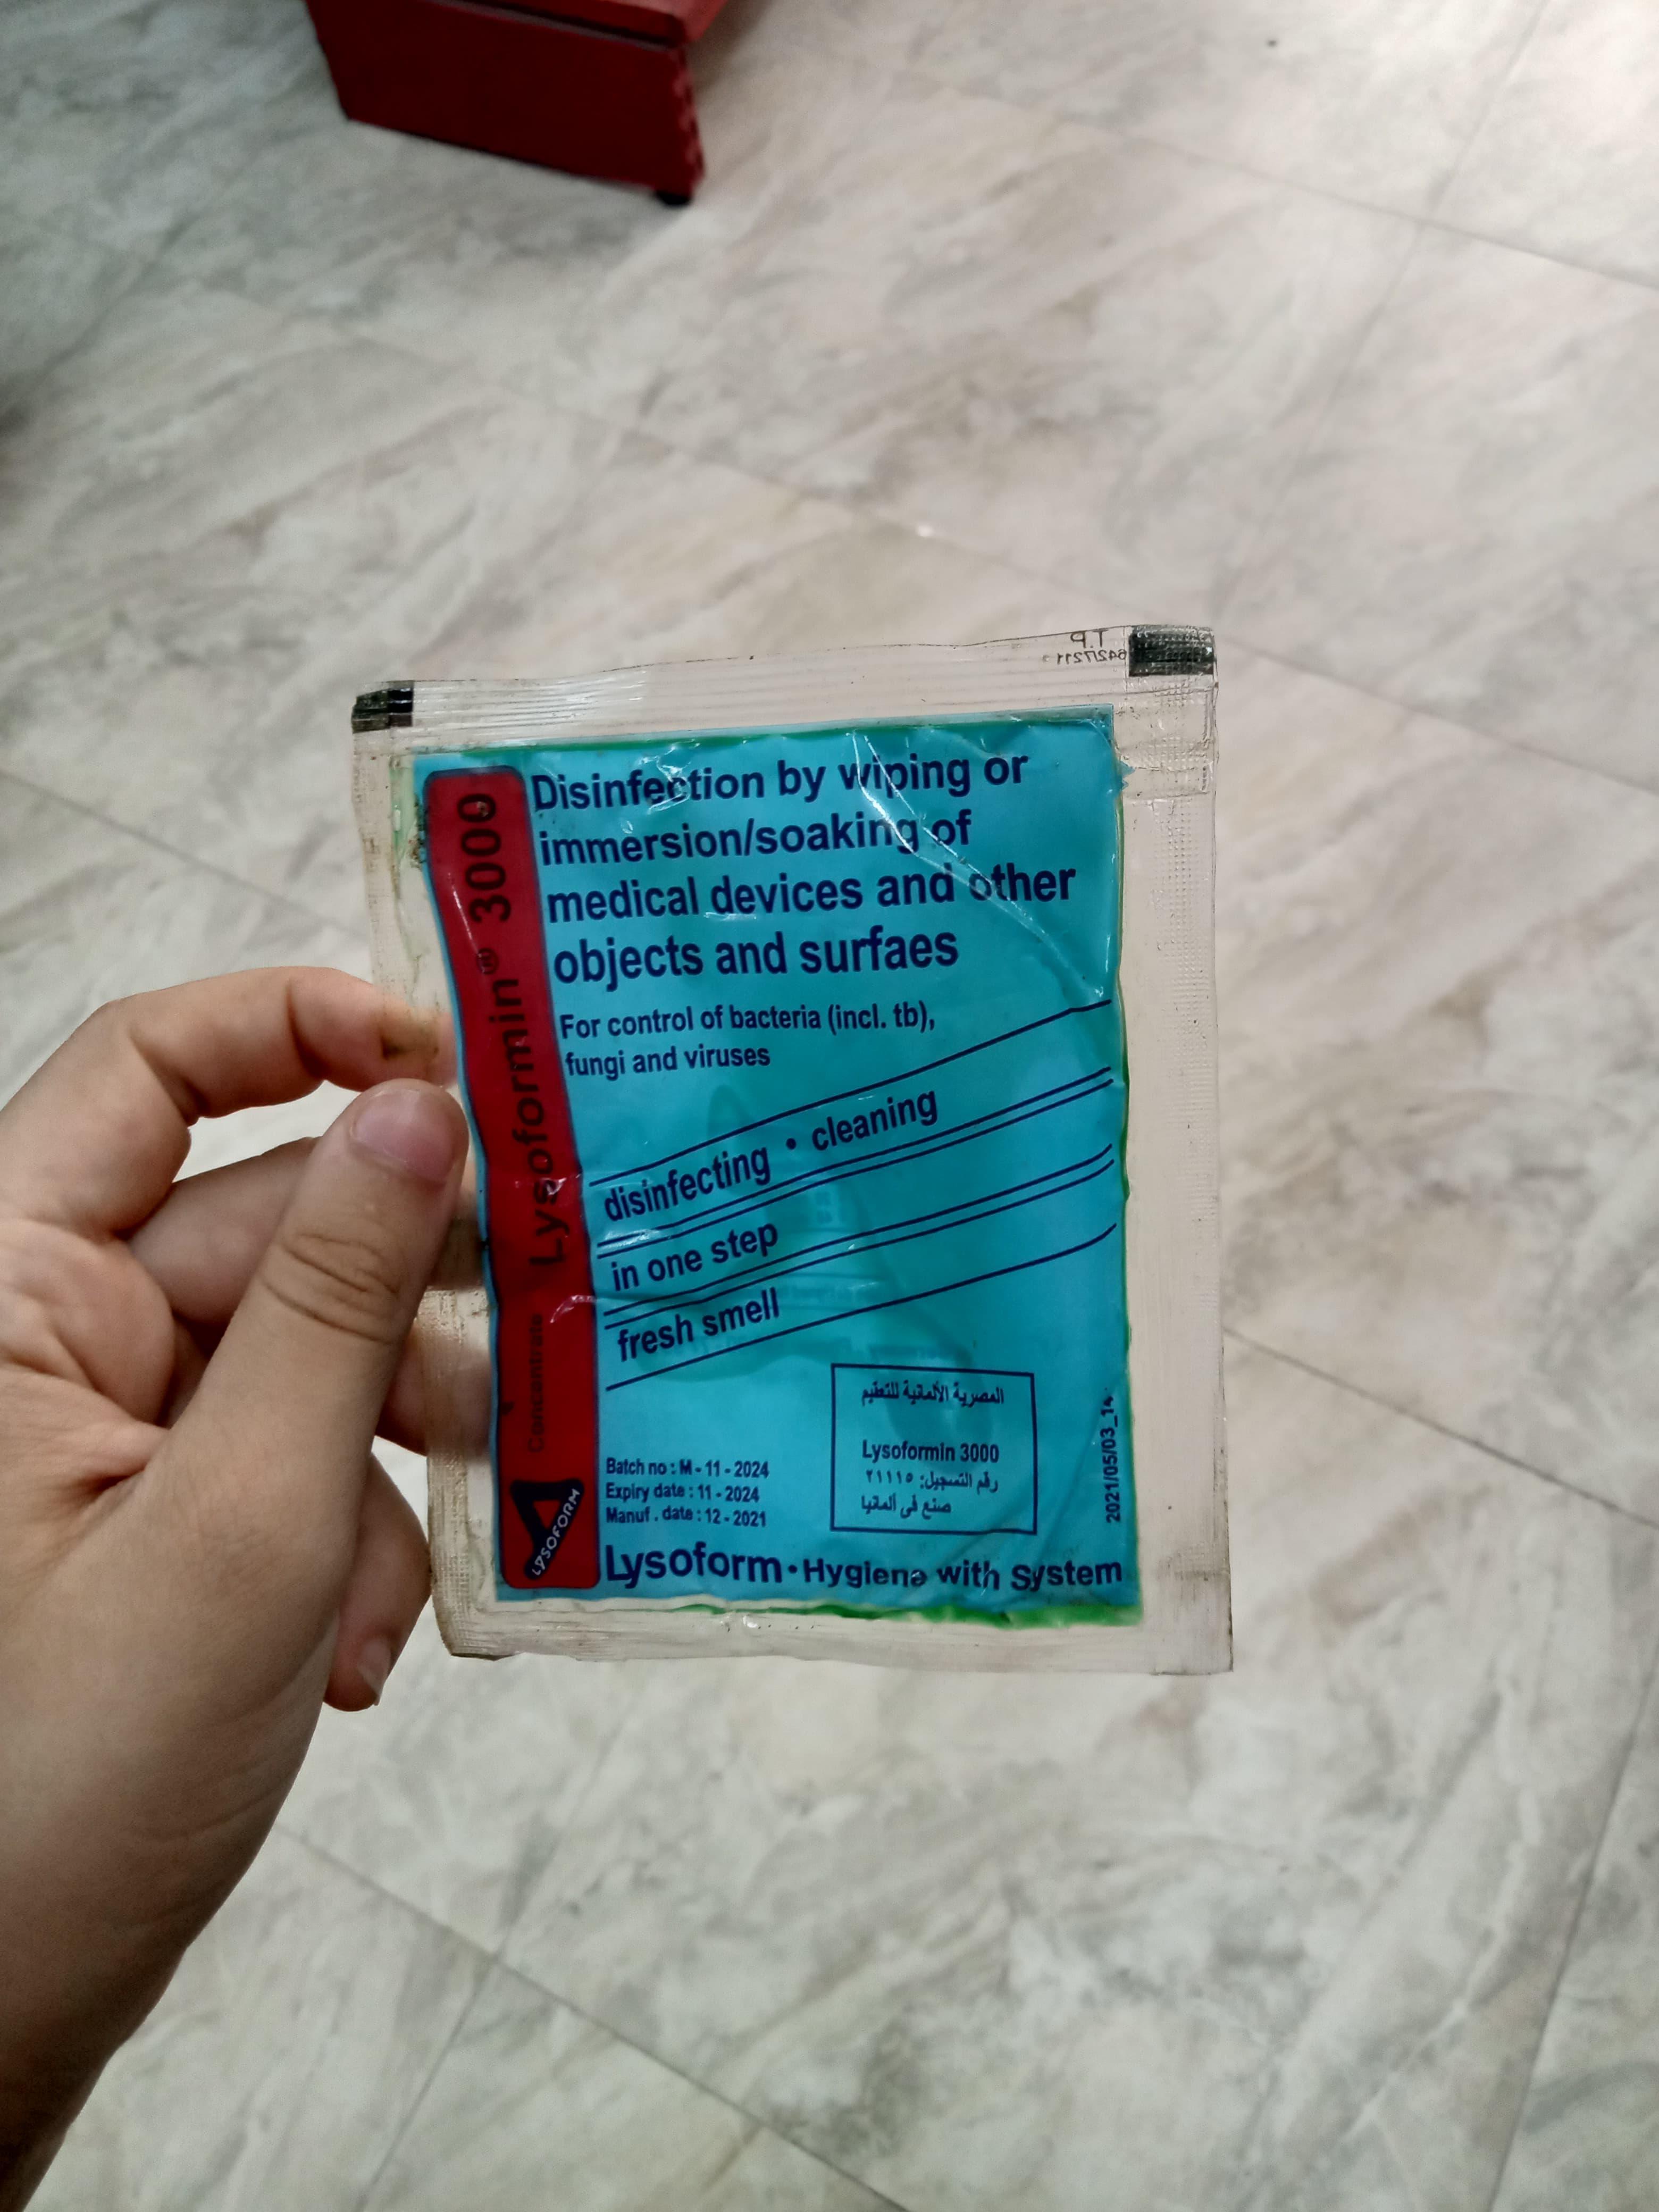 T.P
64217211
Lysoformin® 3000
Concentrate
LYSOFORM
Disinfection by wiping or
immersion/soaking of
medical devices and other
objects and surfaes
For control of bacteria (incl. tb),
fungi and viruses
disinfecting • cleaning
in one step
fresh smell
المصرية الألمانية للتعقيم
Lysoformin 3000
رقم التسجيل: ٢١١١٥
صنع فى ألمانيا
Batch no : M - 11 - 2024
Expiry date : 11 - 2024
Manuf . date : 12 - 2021
2021/05/03_14
Lysoform • Hygiene with System